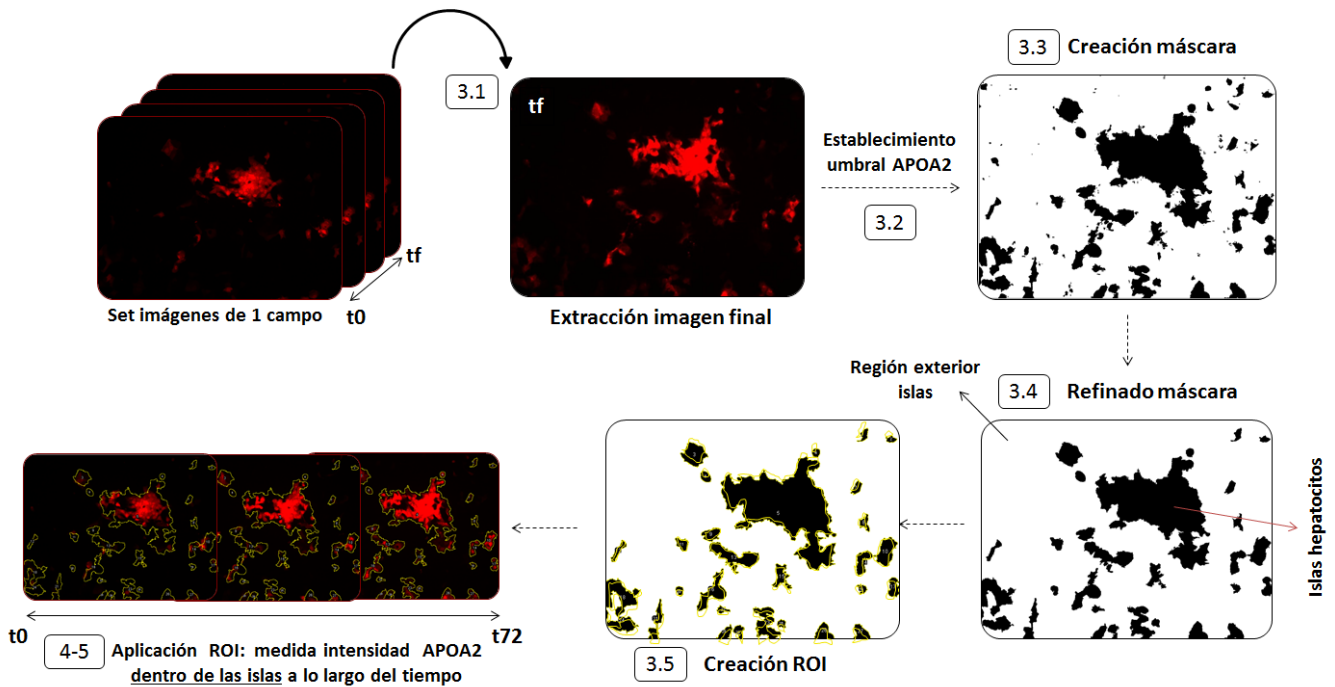 3.1
tf
Set imágenes de 1 campo
t0
tf
Extracción imagen final
Establecimiento
umbral APOA2
3.2
3.3 Creación máscara
3.4 Refinado máscara
Región exterior
islas
Islas hepatocitos
3.5 Creación ROI
t0
t72
4-5 Aplicación ROI: medida intensidad APOA2
dentro de las islas a lo largo del tiempo